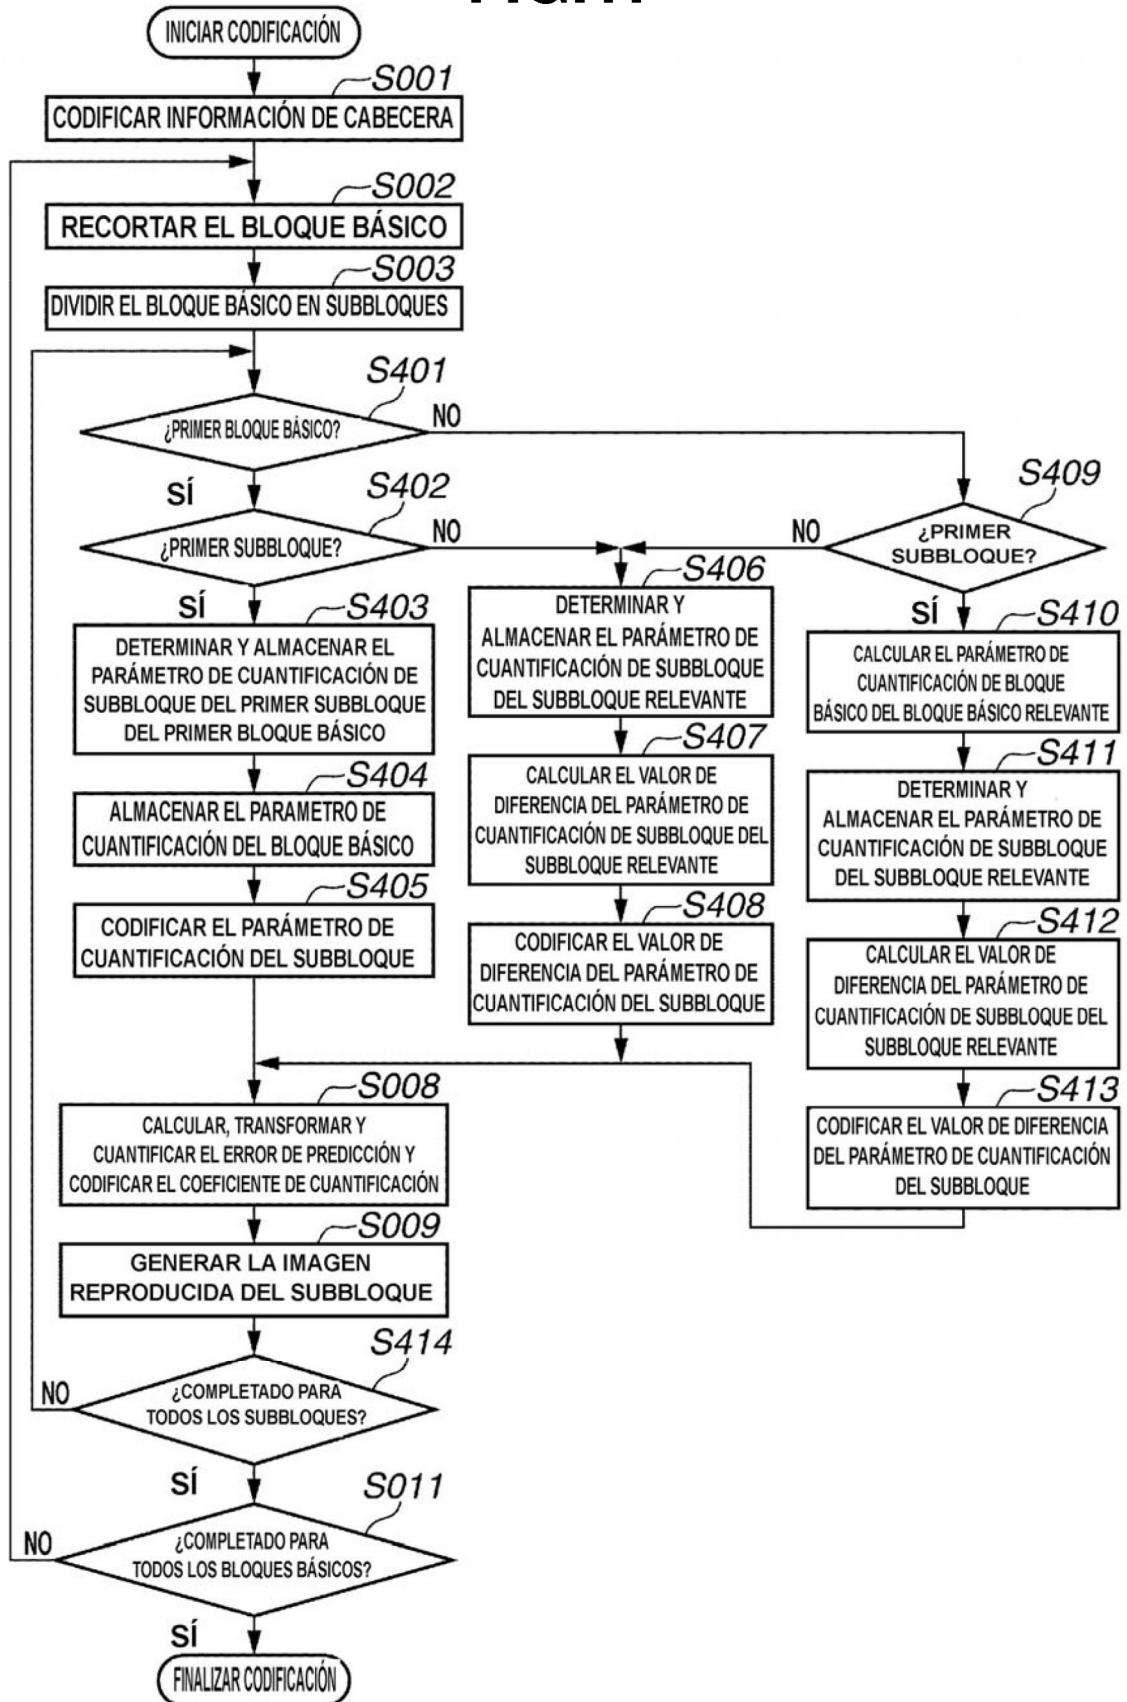 INICIAR CODIFICACIÓN
S001
CODIFICAR INFORMACIÓN DE CABECERA
S002
RECORTAR EL BLOQUE BÁSICO
S003
DIVIDIR EL BLOQUE BÁSICO EN SUBBLOQUES
S401
¿PRIMER BLOQUE BÁSICO?
NO
SÍ
S402
¿PRIMER SUBBLOQUE?
NO
SÍ
S403
DETERMINAR Y ALMACENAR EL
PARÁMETRO DE CUANTIFICACIÓN DE
SUBBLOQUE DEL PRIMER SUBBLOQUE
DEL PRIMER BLOQUE BÁSICO
S404
ALMACENAR EL PARAMETRO DE
CUANTIFICACIÓN DEL BLOQUE BÁSICO
S405
CODIFICAR EL PARÁMETRO DE
CUANTIFICACIÓN DEL SUBBLOQUE
S406
DETERMINAR Y
ALMACENAR EL PARÁMETRO DE
CUANTIFICACIÓN DE SUBBLOQUE
DEL SUBBLOQUE RELEVANTE
S407
CALCULAR EL VALOR DE
DIFERENCIA DEL PARÁMETRO DE
CUANTIFICACIÓN DE SUBBLOQUE DEL
SUBBLOQUE RELEVANTE
S408
CODIFICAR EL VALOR DE
DIFERENCIA DEL PARÁMETRO DE
CUANTIFICACIÓN DEL SUBBLOQUE
S409
¿PRIMER
SUBBLOQUE?
NO
SÍ
S410
CALCULAR EL PARÁMETRO DE
CUANTIFICACIÓN DE BLOQUE
BÁSICO DEL BLOQUE BÁSICO RELEVANTE
S411
DETERMINAR Y
ALMACENAR EL PARÁMETRO DE
CUANTIFICACIÓN DE SUBBLOQUE
DEL SUBBLOQUE RELEVANTE
S412
CALCULAR EL VALOR DE
DIFERENCIA DEL PARÁMETRO DE
CUANTIFICACIÓN DE SUBBLOQUE DEL
SUBBLOQUE RELEVANTE
S413
CODIFICAR EL VALOR DE DIFERENCIA
DEL PARÁMETRO DE CUANTIFICACIÓN
DEL SUBBLOQUE
S008
CALCULAR, TRANSFORMAR Y
CUANTIFICAR EL ERROR DE PREDICCIÓN Y
CODIFICAR EL COEFICIENTE DE CUANTIFICACIÓN
S009
GENERAR LA IMAGEN
REPRODUCIDA DEL SUBBLOQUE
S414
¿COMPLETADO PARA
TODOS LOS SUBBLOQUES?
NO
SÍ
S011
¿COMPLETADO PARA
TODOS LOS BLOQUES BÁSICOS?
NO
SÍ
FINALIZAR CODIFICACIÓN